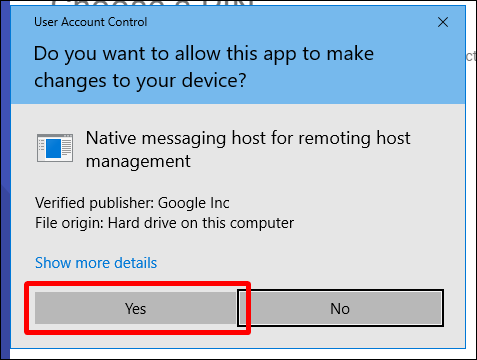 User Account Control
Do you want to allow this app to make
changes to your device?
Native messaging host for remoting host
management
Verified publisher: Google Inc
File origin: Hard drive on this computer
Show more details
Yes
No